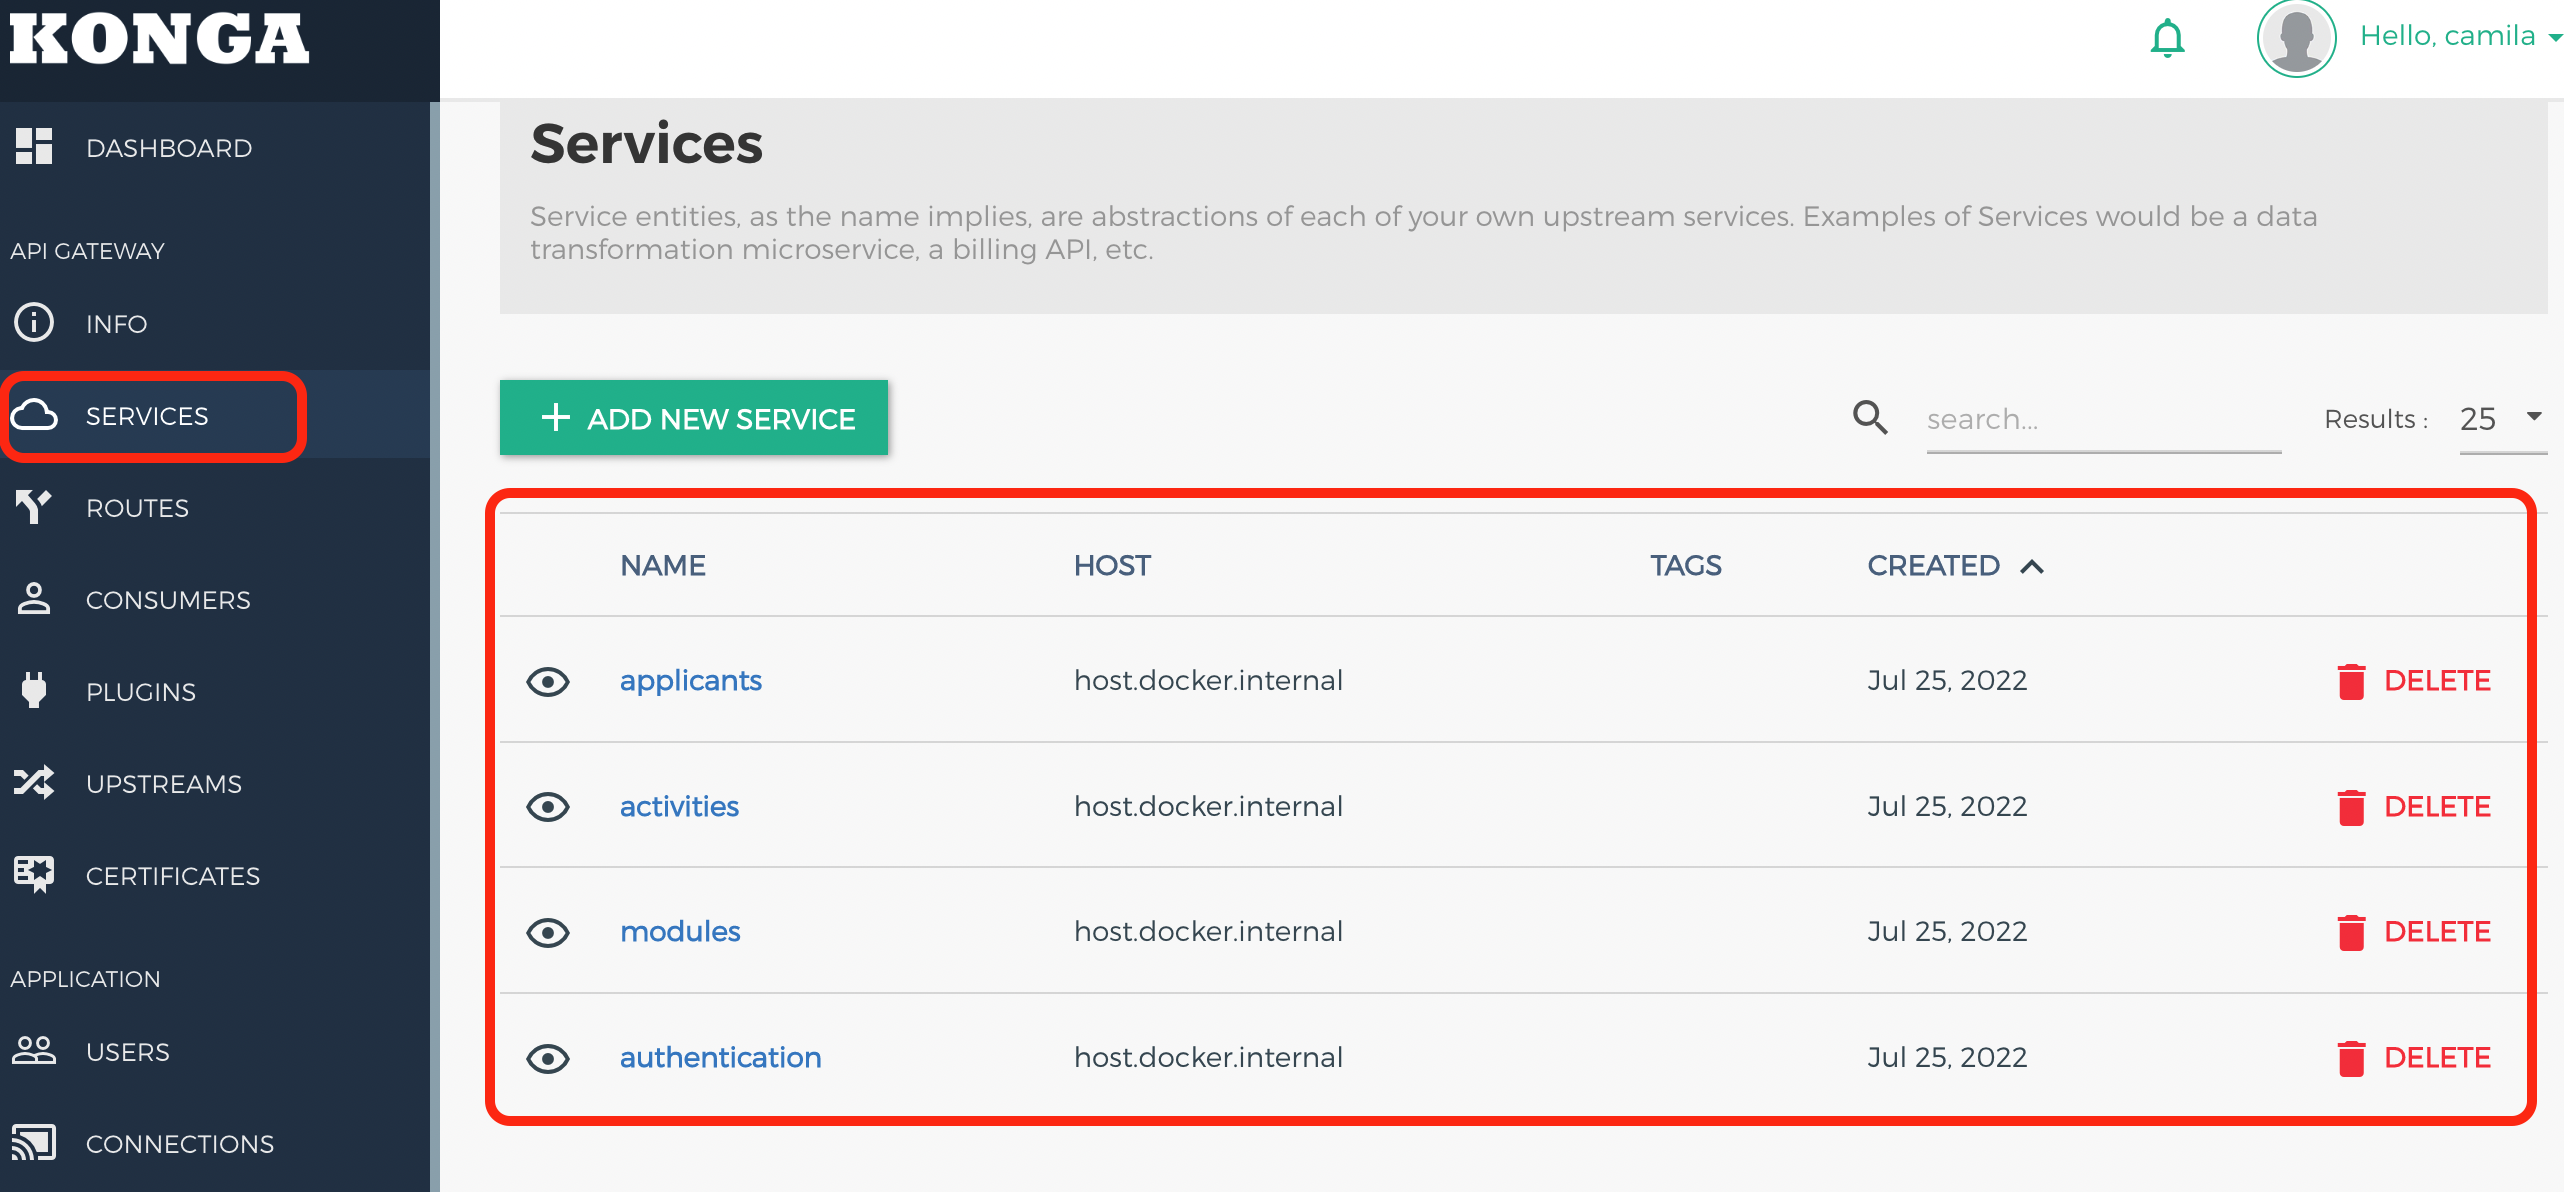 KONGA
Hello, camila
DASHBOARD
API GATEWAY
INFO
SERVICES
ROUTES
CONSUMERS
PLUGINS
UPSTREAMS
CERTIFICATES
APPLICATION
USERS
CONNECTIONS
Services
Service entities, as the name implies, are abstractions of each of your own upstream services. Examples of Services would be a data
transformation microservice, a billing API, etc.
ADD NEW SERVICE
search...
Results : 25
NAME HOST TAGS CREATED
applicants host.docker.internal Jul 25, 2022 DELETE
activities host.docker.internal Jul 25, 2022 DELETE
modules host.docker.internal Jul 25, 2022 DELETE
authentication host.docker.internal Jul 25, 2022 DELETE